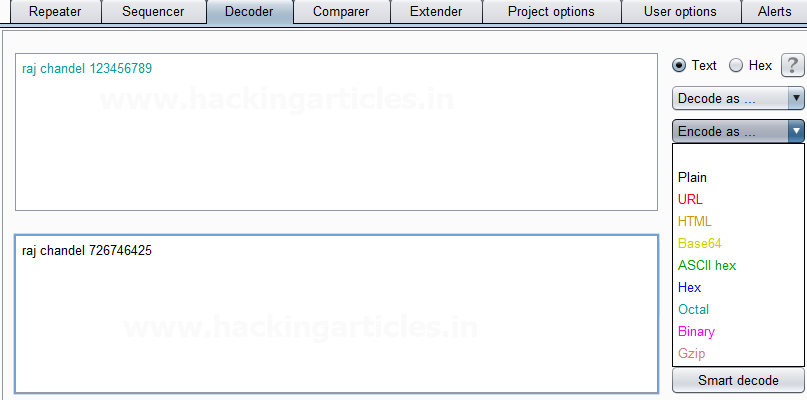 Repeater Sequencer Decoder Comparer Extender Project options User options Alerts
raj chandel 123456789
www.hackingarticles.in
Text Hex ?
Decode as ...
Encode as ...
Plain
URL
HTML
Base64
ASCII hex
Hex
Octal
Binary
Gzip
Smart decode
raj chandel 726746425
www.hackingarticles.in